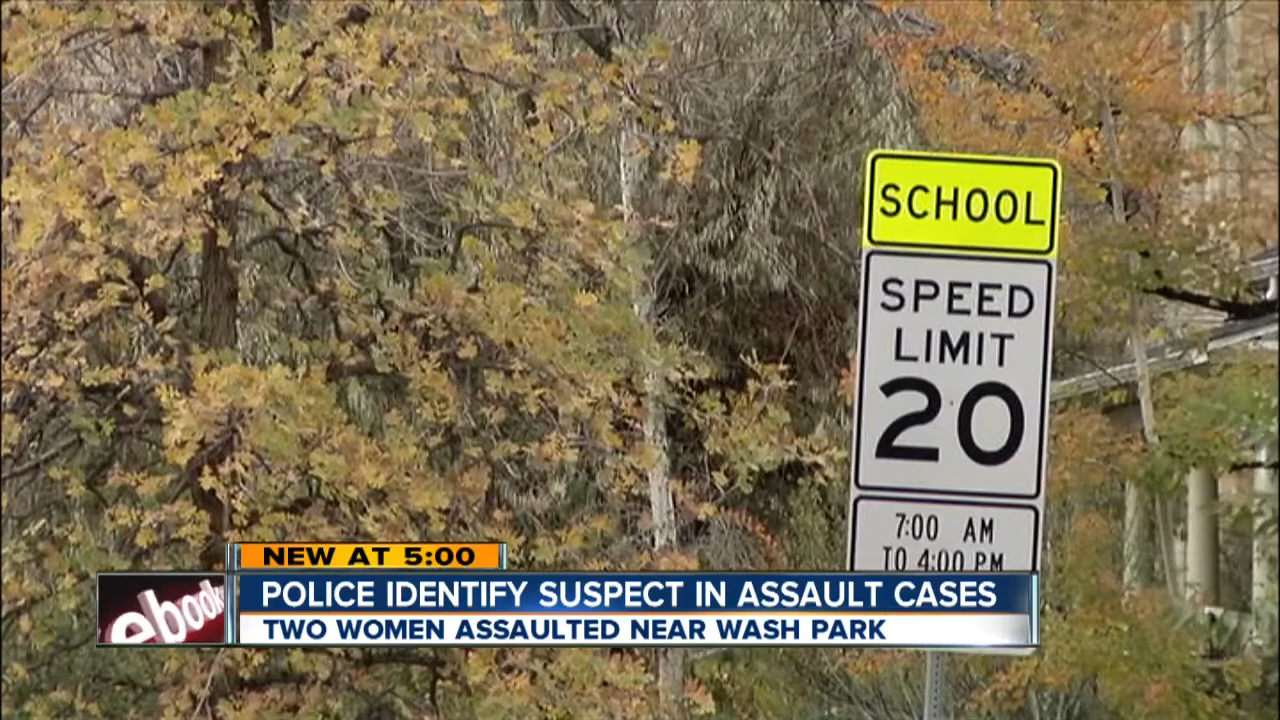 SCHOOL
SPEED
LIMIT
20
7:00 AM
TO 4:00 PM
NEW AT 5:00
ebook
POLICE IDENTIFY SUSPECT IN ASSAULT CASES
TWO WOMEN ASSAULTED NEAR WASH PARK